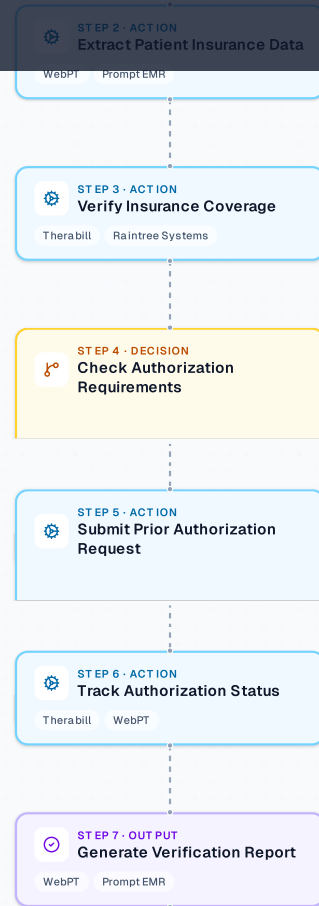 STEP 2 · ACTION
Extract Patient Insurance Data
WebPT Prompt EMR
STEP 3 · ACTION
Verify Insurance Coverage
Therabill Raintree Systems
STEP 4 · DECISION
Check Authorization
Requirements
STEP 5 · ACTION
Submit Prior Authorization
Request
STEP 6 · ACTION
Track Authorization Status
Therabill WebPT
STEP 7 · OUTPUT
Generate Verification Report
WebPT Prompt EMR